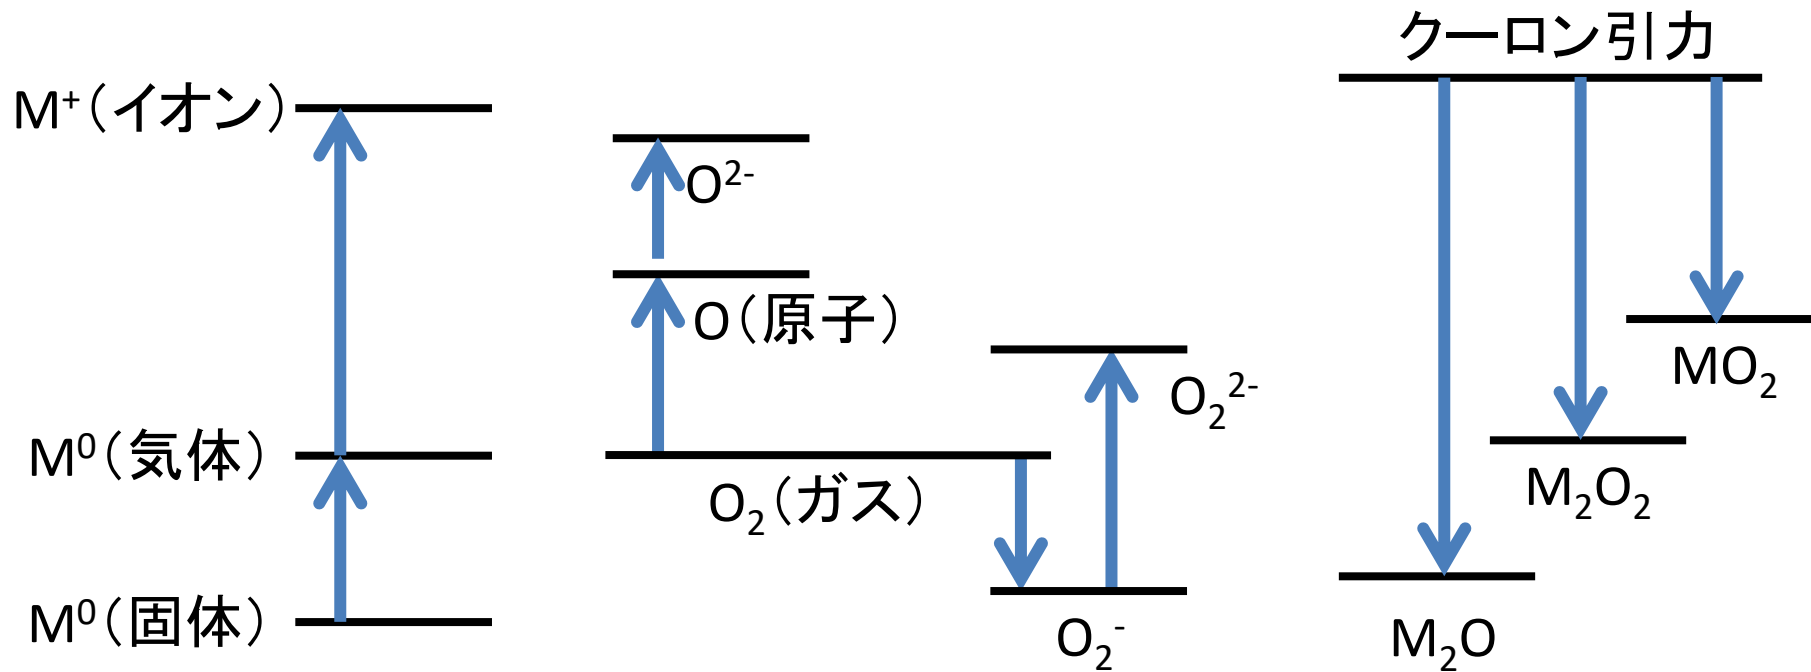 クーロン引力
M⁺(イオン)
O²⁻
O(原子)
MO₂
O₂²⁻
M⁰(気体)
O₂(ガス)
M₂O₂
M⁰(固体)
O₂⁻
M₂O